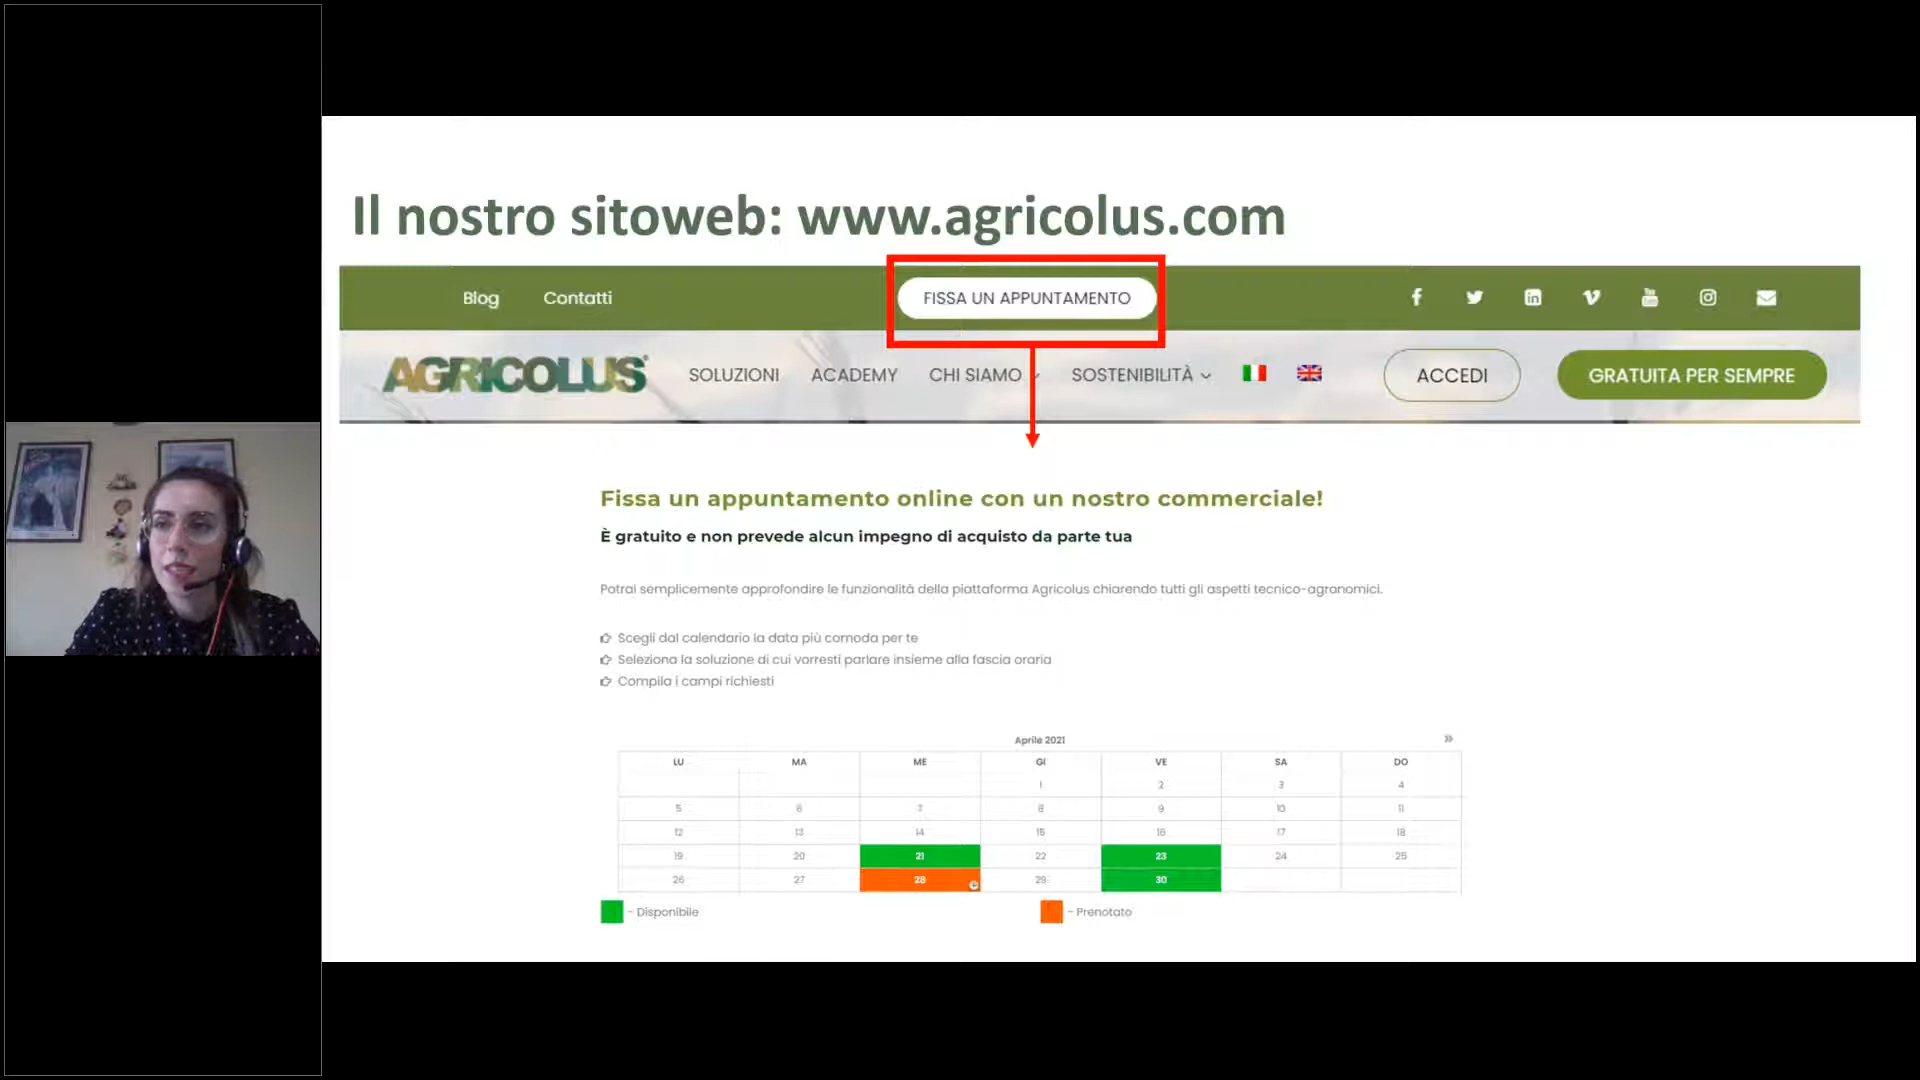 Il nostro sitoweb: www.agricolus.com
Blog Contatti FISSA UN APPUNTAMENTO
AGRICOLUS® SOLUZIONI ACADEMY CHI SIAMO SOSTENIBILITÀ ACCEDI GRATUITA PER SEMPRE
Fissa un appuntamento online con un nostro commerciale!
È gratuito e non prevede alcun impegno di acquisto da parte tua
Potrai semplicemente approfondire le funzionalità della piattaforma Agricolus chiarendo tutti gli aspetti tecnico-agronomici.
Scegli dal calendario la data più comoda per te
Seleziona la soluzione di cui vorresti parlare insieme alla fascia oraria
Compila i campi richiesti
Aprile 2021 »
LU MA ME GI VE SA DO
1 2 3 4
5 6 7 8 9 10 11
12 13 14 15 16 17 18
19 20 21 22 23 24 25
26 27 28 29 30
- Disponibile - Prenotato